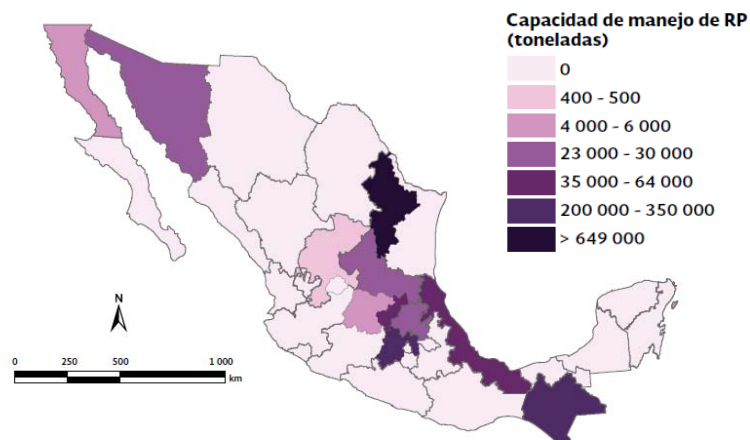 Capacidad de manejo de RP
(toneladas)
0
400 - 500
4 000 - 6 000
23 000 - 30 000
35 000 - 64 000
200 000 - 350 000
> 649 000
N
0 250 500 1 000
km